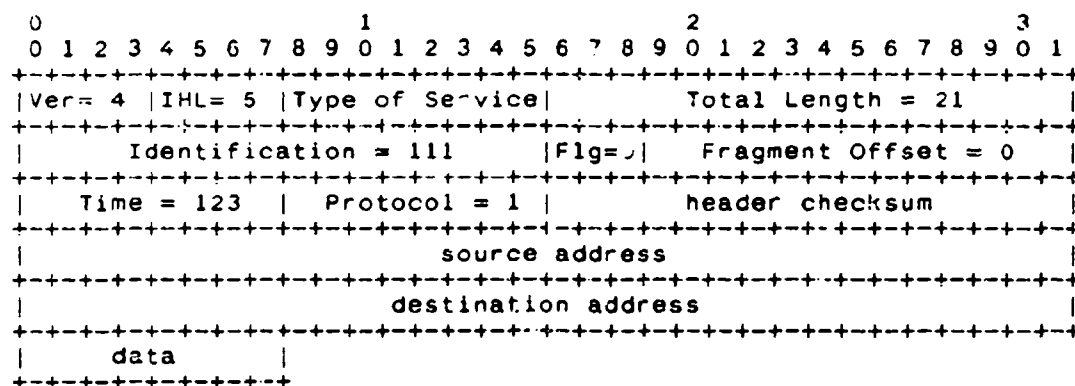 0 1 2 3
0 1 2 3 4 5 6 7 8 9 0 1 2 3 4 5 6 7 8 9 0 1 2 3 4 5 6 7 8 9 0 1
+-+-+-+-+-+-+-+-+-+-+-+-+-+-+-+-+-+-+-+-+-+-+-+-+-+-+-+-+-+-+-+-+
|Ver= 4 |IHL= 5 |Type of Service| Total Length = 21 |
+-+-+-+-+-+-+-+-+-+-+-+-+-+-+-+-+-+-+-+-+-+-+-+-+-+-+-+-+-+-+-+-+
| Identification = 111 |Flg= | Fragment Offset = 0 |
+-+-+-+-+-+-+-+-+-+-+-+-+-+-+-+-+-+-+-+-+-+-+-+-+-+-+-+-+-+-+-+-+
| Time = 123 | Protocol = 1 | header checksum |
+-+-+-+-+-+-+-+-+-+-+-+-+-+-+-+-+-+-+-+-+-+-+-+-+-+-+-+-+-+-+-+-+
| source address |
+-+-+-+-+-+-+-+-+-+-+-+-+-+-+-+-+-+-+-+-+-+-+-+-+-+-+-+-+-+-+-+-+
| destination address |
+-+-+-+-+-+-+-+-+-+-+-+-+-+-+-+-+-+-+-+-+-+-+-+-+-+-+-+-+-+-+-+-+
| data |
+-+-+-+-+-+-+-+-+